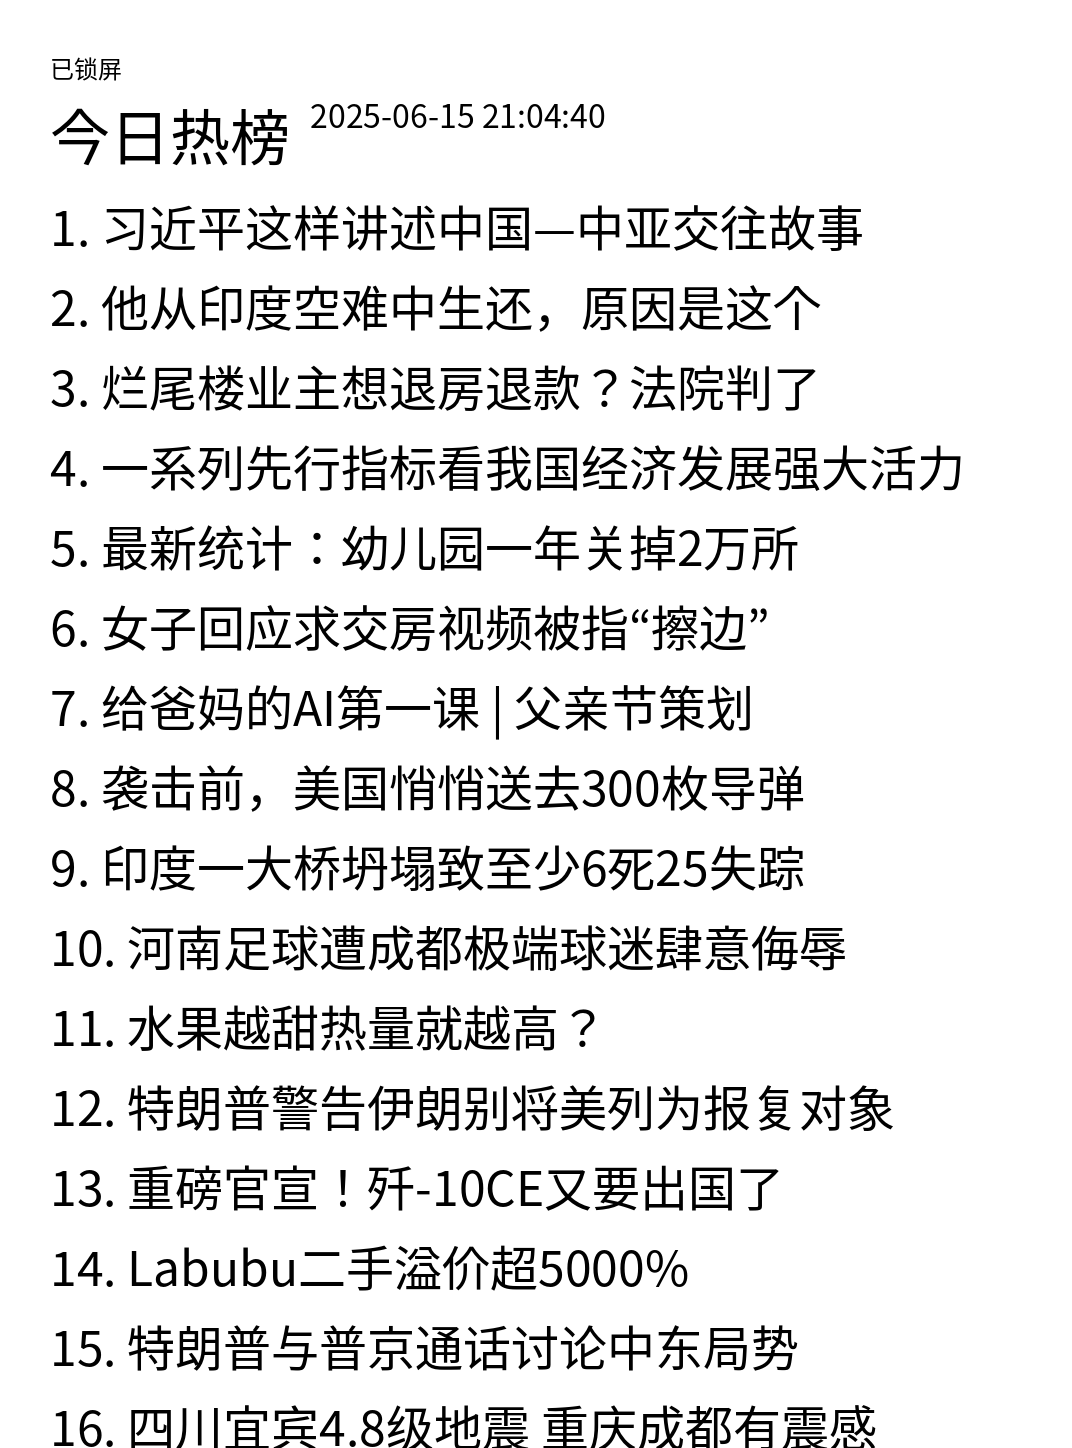 已锁屏
今日热榜 2025-06-15 21:04:40
1. 习近平这样讲述中国—中亚交往故事
2. 他从印度空难中生还，原因是这个
3. 烂尾楼业主想退房退款？法院判了
4. 一系列先行指标看我国经济发展强大活力
5. 最新统计：幼儿园一年关掉2万所
6. 女子回应求交房视频被指“擦边”
7. 给爸妈的AI第一课 | 父亲节策划
8. 袭击前，美国悄悄送去300枚导弹
9. 印度一大桥坍塌致至少6死25失踪
10. 河南足球遭成都极端球迷肆意侮辱
11. 水果越甜热量就越高？
12. 特朗普警告伊朗别将美列为报复对象
13. 重磅官宣！歼-10CE又要出国了
14. Labubu二手溢价超5000%
15. 特朗普与普京通话讨论中东局势
16. 四川宜宾4.8级地震 重庆成都有震感